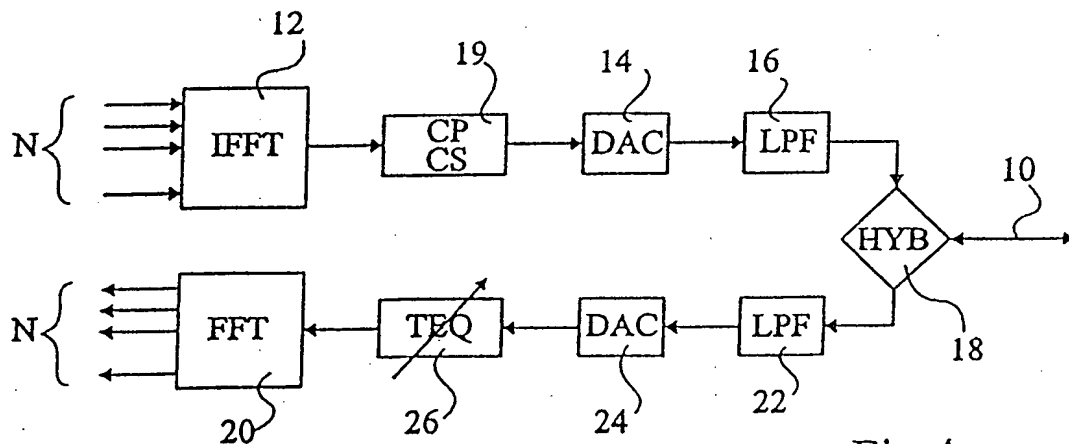 12
19
14
16
N
IFFT
CP
CS
DAC
LPF
10
HYB
N
FFT
TEQ
DAC
LPF
18
20
26
24
22